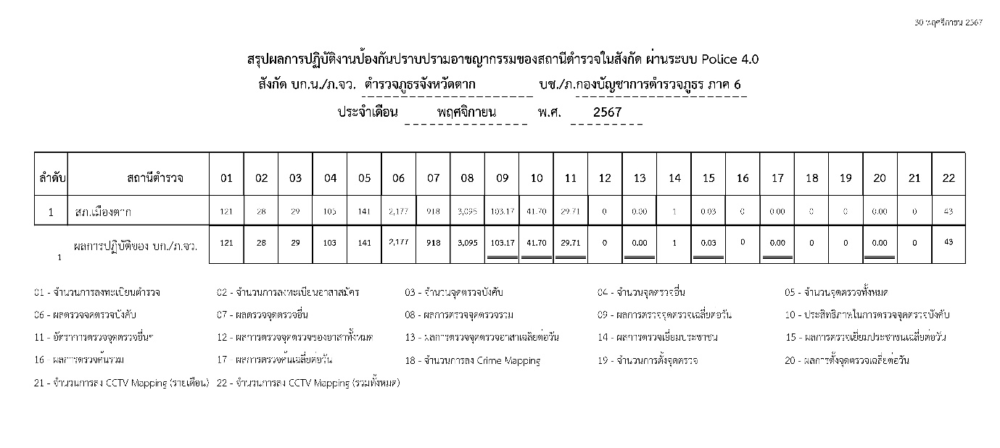 30 พฤศจิกายน 2567
สรุปผลการปฏิบัติงานป้องกันปราบปรามอาชญากรรมของสถานีตำรวจในสังกัด ผ่านระบบ Police 4.0
สังกัด บก.น./ภ.จว. ตำรวจภูธรจังหวัดตาก บช./ภ.กองบัญชาการตำรวจภูธร ภาค 6
ประจำเดือน พฤศจิกายน พ.ศ. 2567
ลำดับ สถานีตำรวจ 01 02 03 04 05 06 07 08 09 10 11 12 13 14 15 16 17 18 19 20 21 22
1 สภ.เมืองตาก 121 28 29 103 141 2,177 918 3,095 103.17 41.70 29.71 0 0.00 1 0.03 0 0.00 0 0 0.00 0 43
ผลการปฏิบัติของ บก./ภ.จว. 121 28 29 103 141 2,177 918 3,095 103.17 41.70 29.71 0 0.00 1 0.03 0 0.00 0 0 0.00 0 43
1
01 - จำนวนการลงทะเบียนตำรวจ 02 - จำนวนการลงทะเบียนอาสาสมัคร 03 - จำนวนจุดตรวจบังคับ 04 - จำนวนจุดตรวจอื่น 05 - จำนวนจุดตรวจทั้งหมด
06 - ผลตรวจจุดตรวจบังคับ 07 - ผลตรวจจุดตรวจอื่น 08 - ผลการตรวจจุดตรวจรวม 09 - ผลการตรวจจุดตรวจเฉลี่ยต่อวัน 10 - ประสิทธิภาพในการตรวจจุดตรวจบังคับ
11 - อัตราการตรวจจุดตรวจอื่นๆ 12 - ผลการตรวจจุดตรวจของอาสาทั้งหมด 13 - ผลการตรวจจุดตรวจอาสาเฉลี่ยต่อวัน 14 - ผลการตรวจเยี่ยมประชาชน 15 - ผลการตรวจเยี่ยมประชาชนเฉลี่ยต่อวัน
16 - ผลการตรวจค้นรวม 17 - ผลการตรวจค้นเฉลี่ยต่อวัน 18 - จำนวนการลง Crime Mapping 19 - จำนวนการตั้งจุดตรวจ 20 - ผลการตั้งจุดตรวจเฉลี่ยต่อวัน
21 - จำนวนการลง CCTV Mapping (รายเดือน) 22 - จำนวนการลง CCTV Mapping (รวมทั้งหมด)